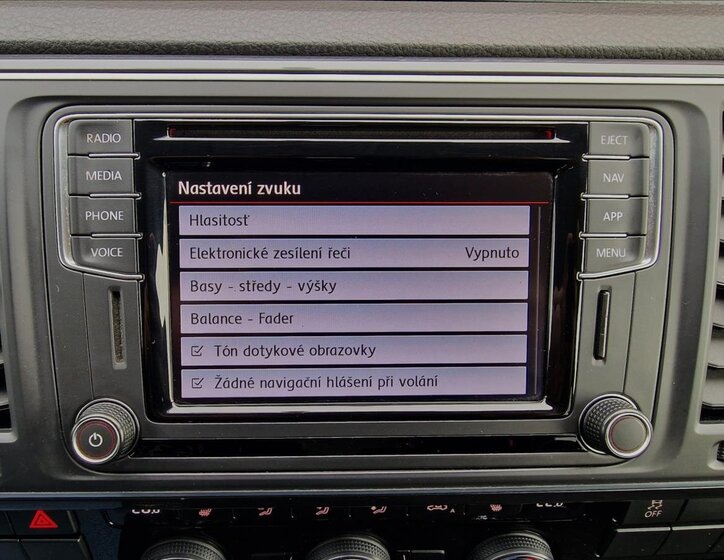 RADIO
MEDIA
PHONE
VOICE
Nastavení zvuku
Hlasitosť
Elektronické zesílení řeči Vypnuto
Basy - středy - výšky
Balance - Fader
Tón dotykové obrazovky
Žádné navigační hlášení při volání
EJECT
NAV
APP
MENU
OFF